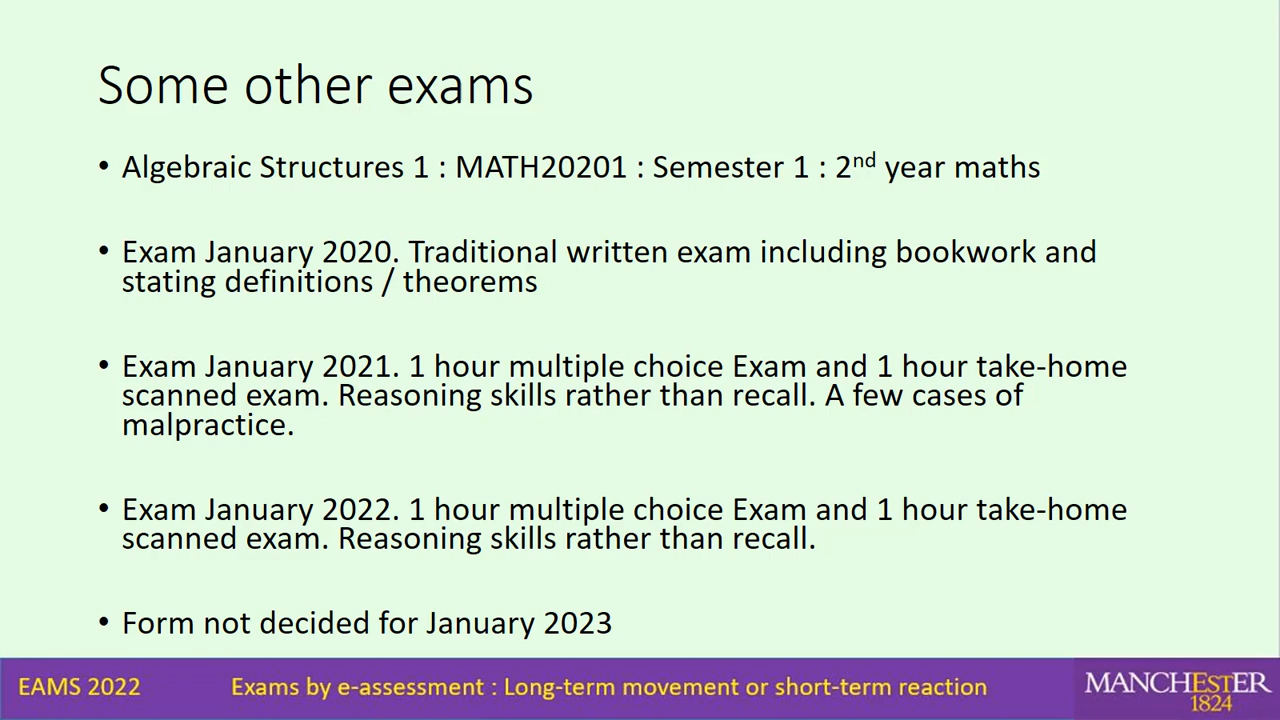 Some other exams
• Algebraic Structures 1 : MATH20201 : Semester 1 : 2nd year maths
• Exam January 2020. Traditional written exam including bookwork and
stating definitions / theorems
• Exam January 2021. 1 hour multiple choice Exam and 1 hour take-home
scanned exam. Reasoning skills rather than recall. A few cases of
malpractice.
• Exam January 2022. 1 hour multiple choice Exam and 1 hour take-home
scanned exam. Reasoning skills rather than recall.
• Form not decided for January 2023
EAMS 2022 Exams by e-assessment : Long-term movement or short-term reaction MANCHESTER
1824